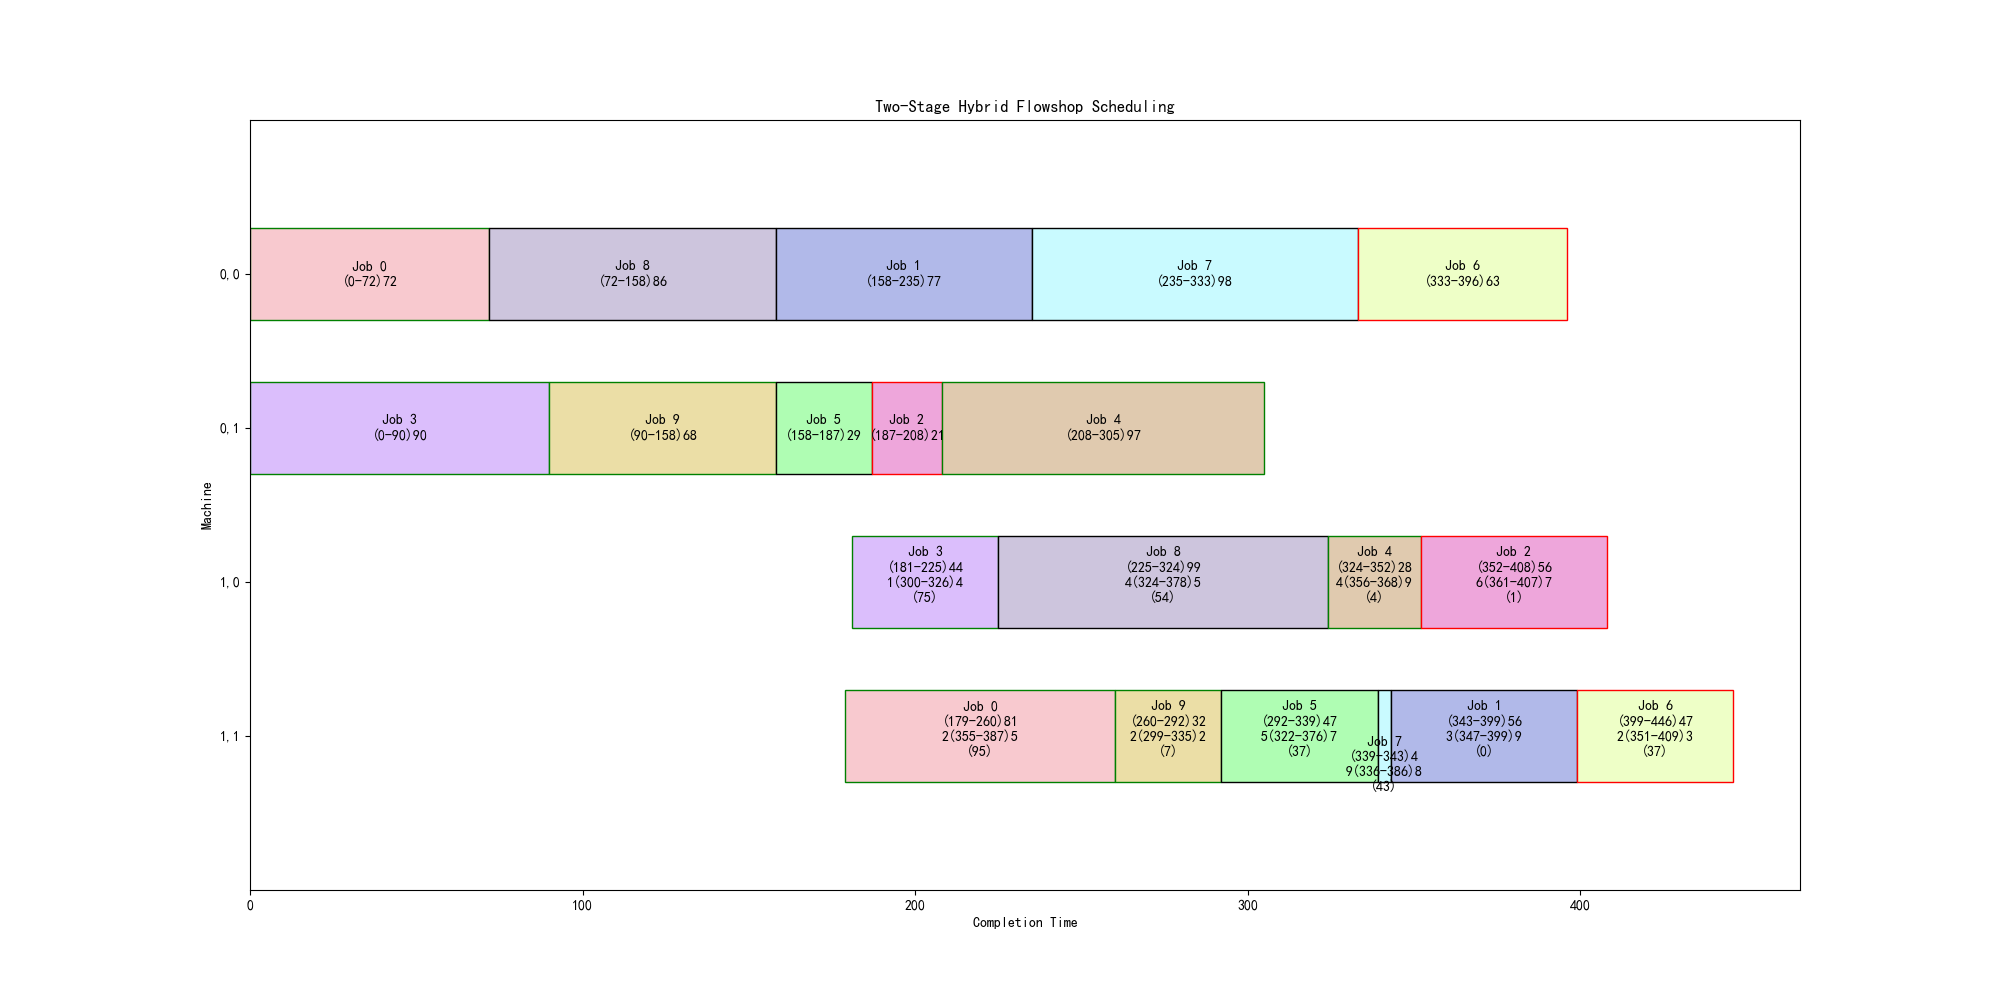 Two-Stage Hybrid Flowshop Scheduling
0,0
Job 0
(0-72)72
Job 8
(72-158)86
Job 1
(158-235)77
Job 7
(235-333)98
Job 6
(333-396)63
0,1
Job 3
(0-90)90
Job 9
(90-158)68
Job 5
(158-187)29
Job 2
(187-208)21
Job 4
(208-305)97
Machine
1,0
Job 3
(181-225)44
1(300-326)4
(75)
Job 8
(225-324)99
4(324-378)5
(54)
Job 4
(324-352)28
4(356-368)9
(4)
Job 2
(352-408)56
6(361-407)7
(1)
1,1
Job 0
(179-260)81
2(355-387)5
(95)
Job 9
(260-292)32
2(299-335)2
(7)
Job 5
(292-339)47
5(322-376)7
(37)
Job 7
(339-343)4
9(336-386)8
(43)
Job 1
(343-399)56
3(347-399)9
(0)
Job 6
(399-446)47
2(351-409)3
(37)
0
100
200
300
400
Completion Time